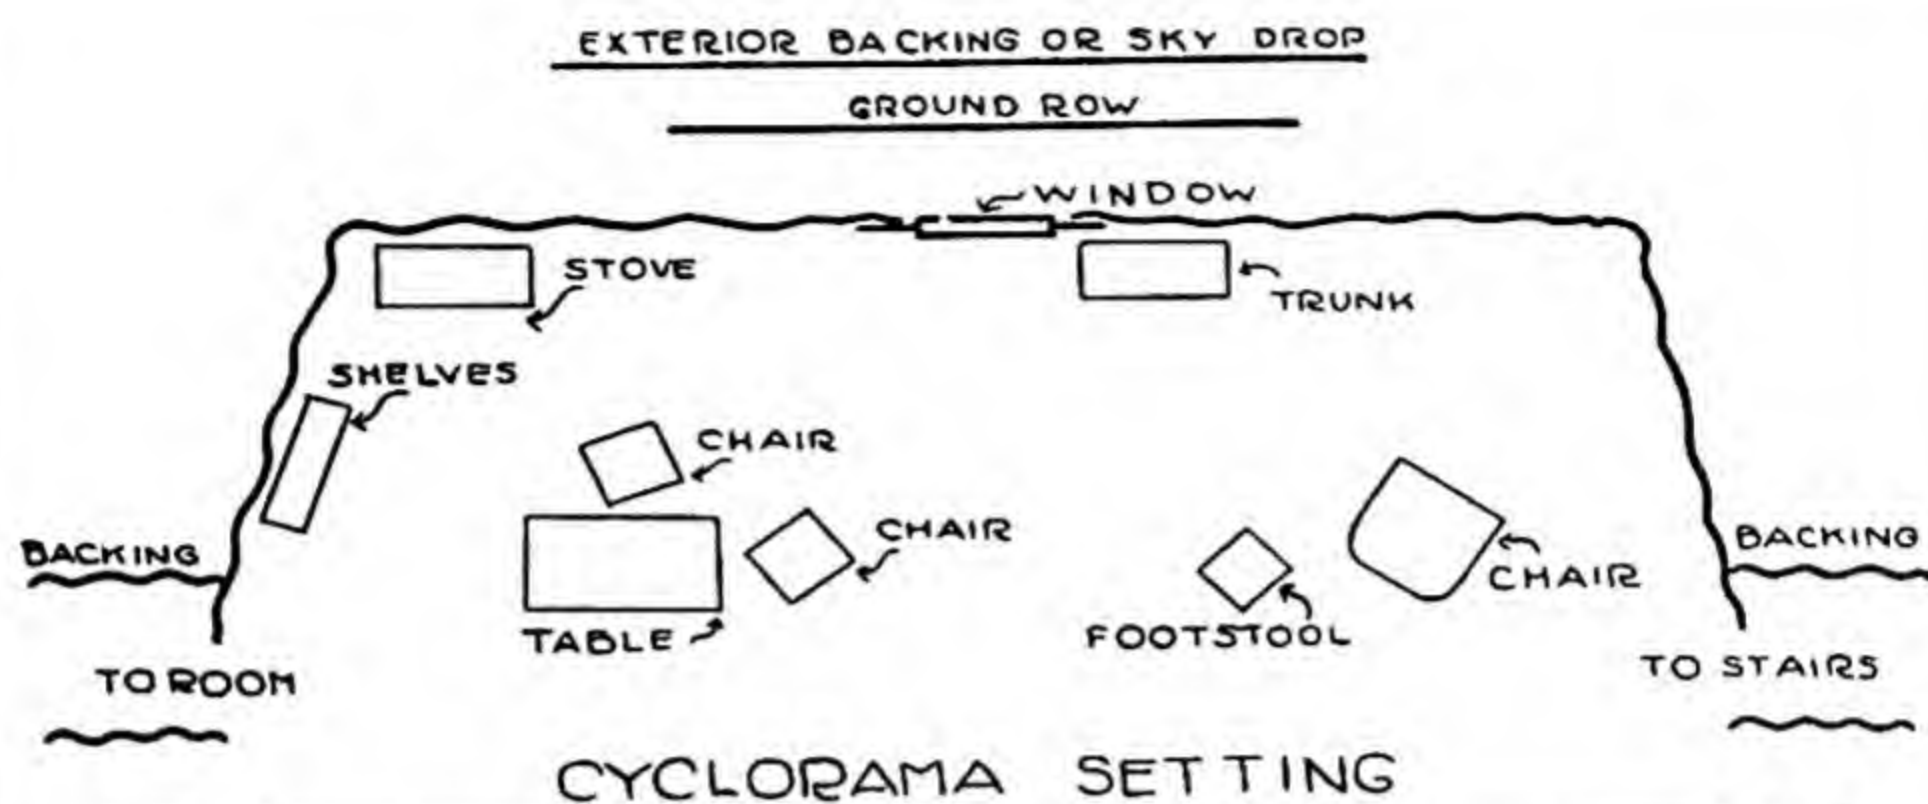 EXTERIOR BACKING OR SKY DROP
GROUND ROW
WINDOW
STOVE
TRUNK
SHELVES
CHAIR
CHAIR
BACKING
BACKING
CHAIR
TABLE
FOOTSTOOL
TO ROOM
TO STAIRS
CYCLORAMA SETTING